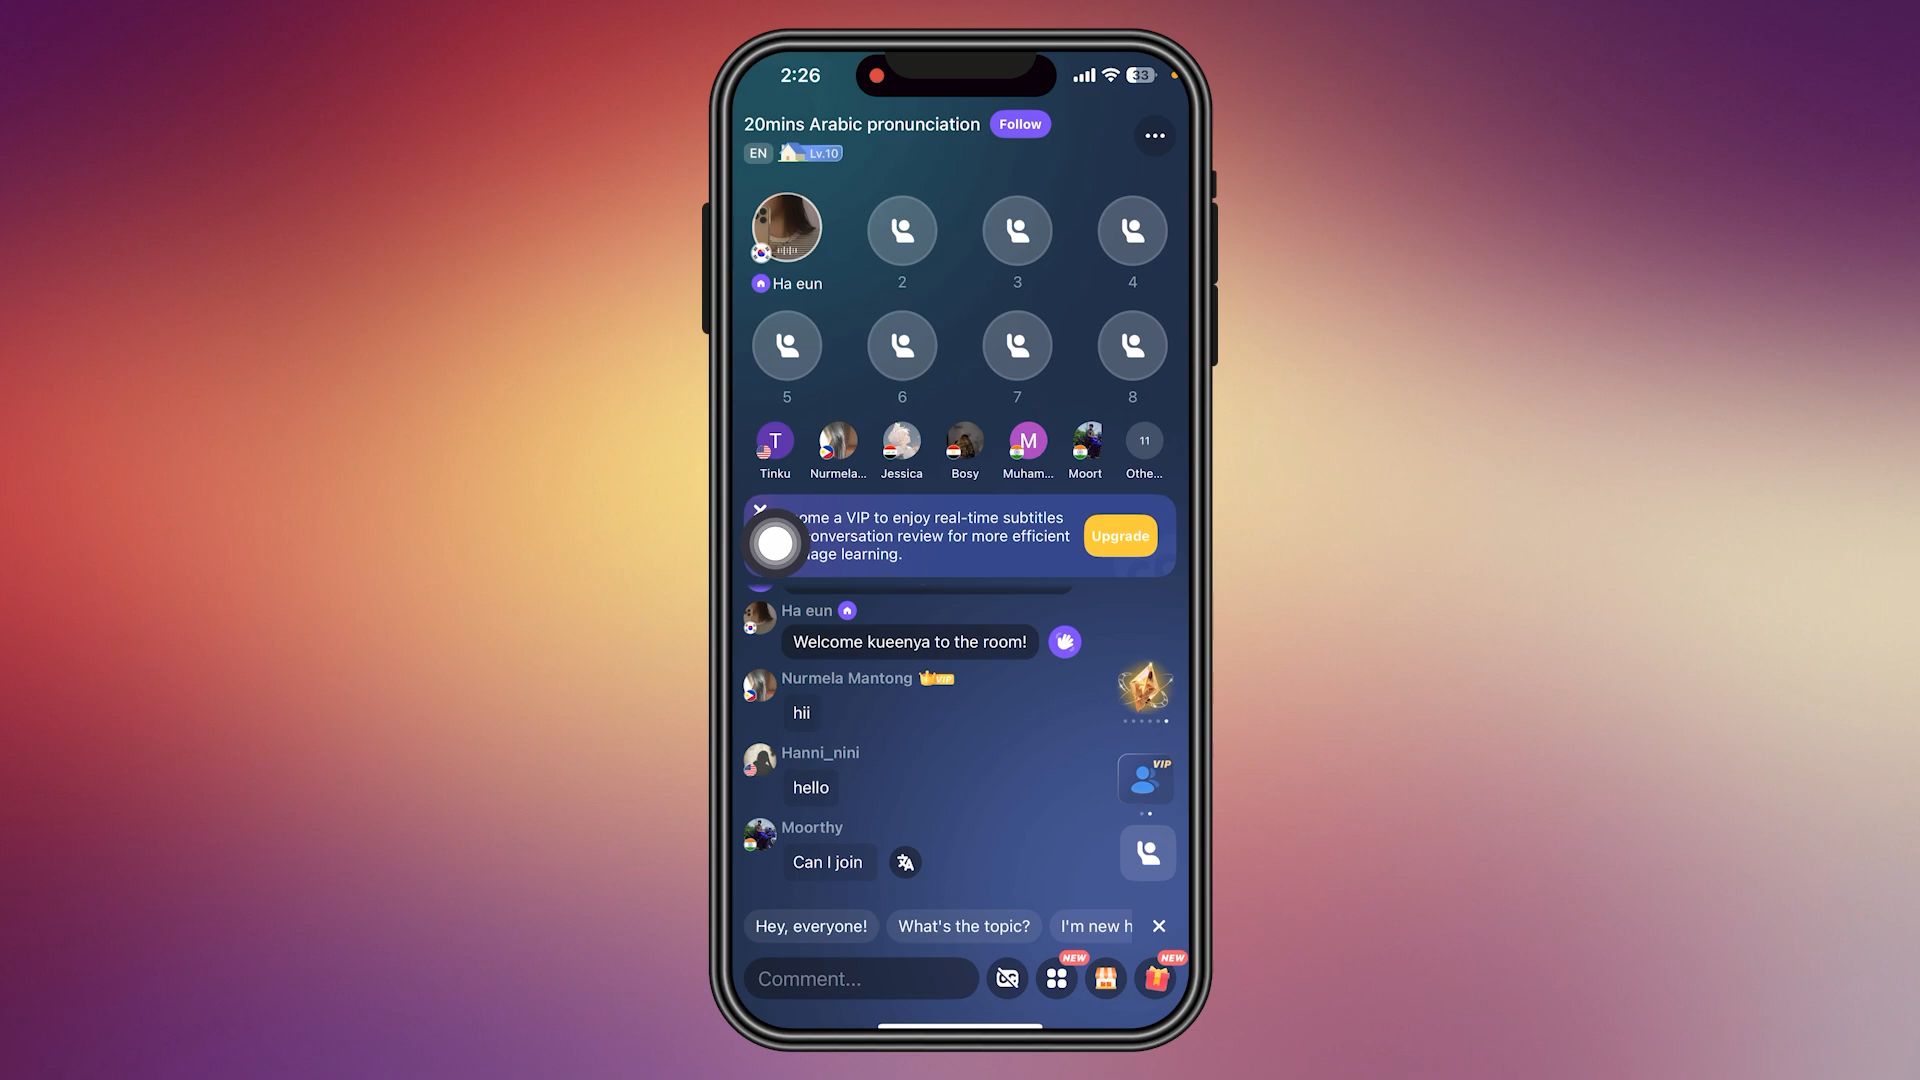 2:26
33
20mins Arabic pronunciation
Follow
EN
Lv.10
Ha eun
2
3
4
5
6
7
8
T
M
11
Tinku
Nurmela...
Jessica
Bosy
Muham...
Moort
Othe...
ome a VIP to enjoy real-time subtitles
onversation review for more efficient
age learning.
Upgrade
Ha eun
Welcome kueenya to the room!
Nurmela Mantong
VIP
hii
Hanni_nini
VIP
hello
Moorthy
Can I join
Hey, everyone!
What's the topic?
I'm new h
NEW
NEW
Comment...